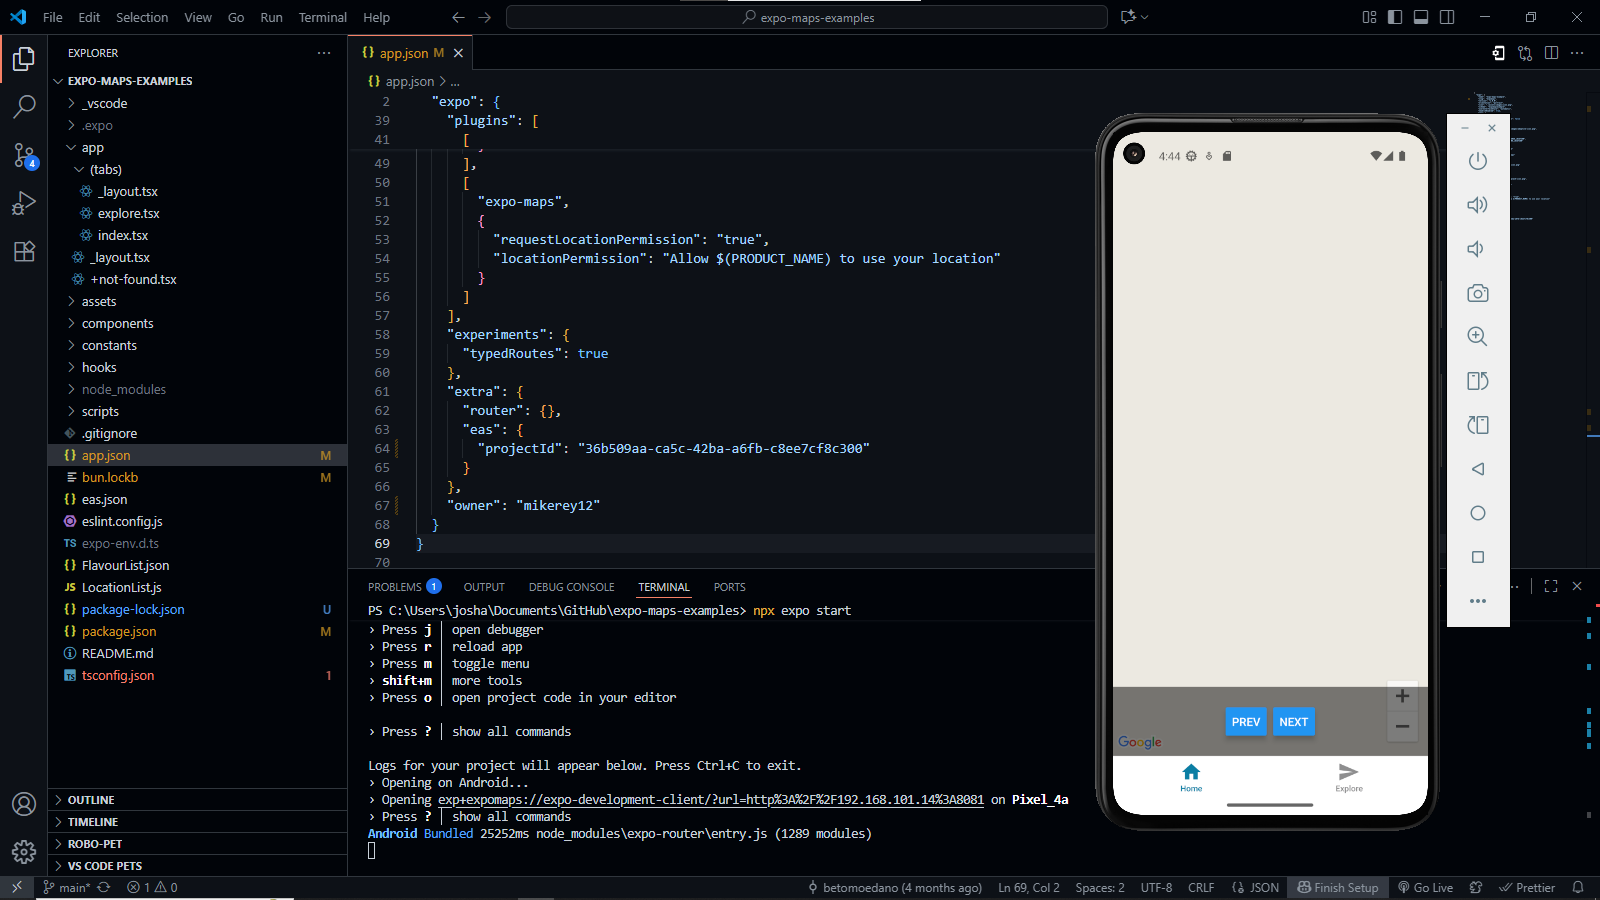 File Edit Selection View Go Run Terminal Help
expo-maps-examples
EXPLORER
EXPO-MAPS-EXAMPLES
_vscode
.expo
app
(tabs)
_layout.tsx
explore.tsx
index.tsx
_layout.tsx
+not-found.tsx
assets
components
constants
hooks
node_modules
scripts
.gitignore
{} app.json M
bun.lockb M
{} eas.json
eslint.config.js
TS expo-env.d.ts
{} FlavourList.json
JS LocationList.js
{} package-lock.json U
{} package.json M
README.md
TS tsconfig.json 1
OUTLINE
TIMELINE
ROBO-PET
VS CODE PETS
4
{} app.json M
{} app.json > ...
2 "expo": {
39 "plugins": [
41 [
49 ],
50 [
51 "expo-maps",
52 {
53 "requestLocationPermission": "true",
54 "locationPermission": "Allow $(PRODUCT_NAME) to use your location"
55 }
56 ]
57 ],
58 "experiments": {
59 "typedRoutes": true
60 },
61 "extra": {
62 "router": {},
63 "eas": {
64 "projectId": "36b509aa-ca5c-42ba-a6fb-c8ee7cf8c300"
65 }
66 },
67 "owner": "mikerey12"
68 }
69 }
70
PROBLEMS 1 OUTPUT DEBUG CONSOLE TERMINAL PORTS
PS C:\Users\josha\Documents\GitHub\expo-maps-examples> npx expo start
› Press j │ open debugger
› Press r │ reload app
› Press m │ toggle menu
› shift+m │ more tools
› Press o │ open project code in your editor
› Press ? │ show all commands
Logs for your project will appear below. Press Ctrl+C to exit.
› Opening on Android...
› Opening exp+expomaps://expo-development-client/?url=http%3A%2F%2F192.168.101.14%3A8081 on Pixel_4a
› Press ? │ show all commands
Android Bundled 25252ms node_modules\expo-router\entry.js (1289 modules)
4:44
+
PREV NEXT
−
Google
Home Explore
main* 1 0 betomoedano (4 months ago) Ln 69, Col 2 Spaces: 2 UTF-8 CRLF {} JSON Finish Setup Go Live Prettier